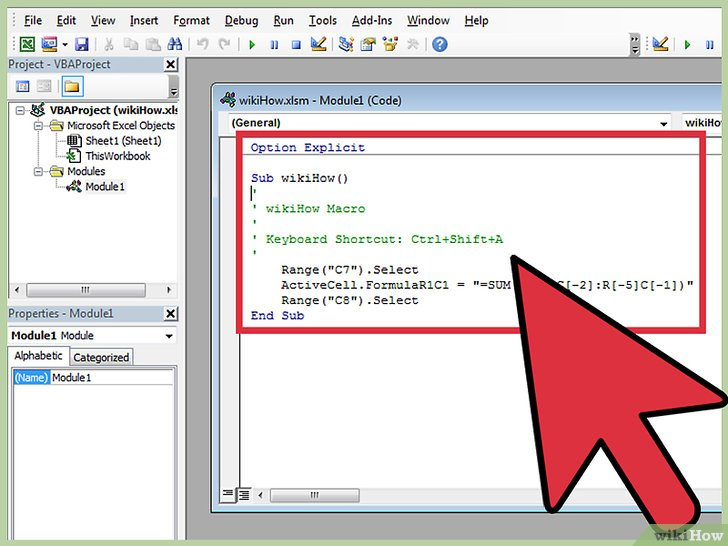 File Edit View Insert Format Debug Run Tools Add-Ins Window Help
Project - VBAProject
VBAProject (wikiHow.xls
Microsoft Excel Objects
Sheet1 (Sheet1)
ThisWorkbook
Modules
Module1
Properties - Module1
Module1 Module
Alphabetic Categorized
(Name) Module1
wikiHow.xlsm - Module1 (Code)
(General) wikiHo
Option Explicit
Sub wikiHow()
'
' wikiHow Macro
'
' Keyboard Shortcut: Ctrl+Shift+A
'
Range("C7").Select
ActiveCell.FormulaR1C1 = "=SUM C[-2]:R[-5]C[-1])"
Range("C8").Select
End Sub
wikiHow